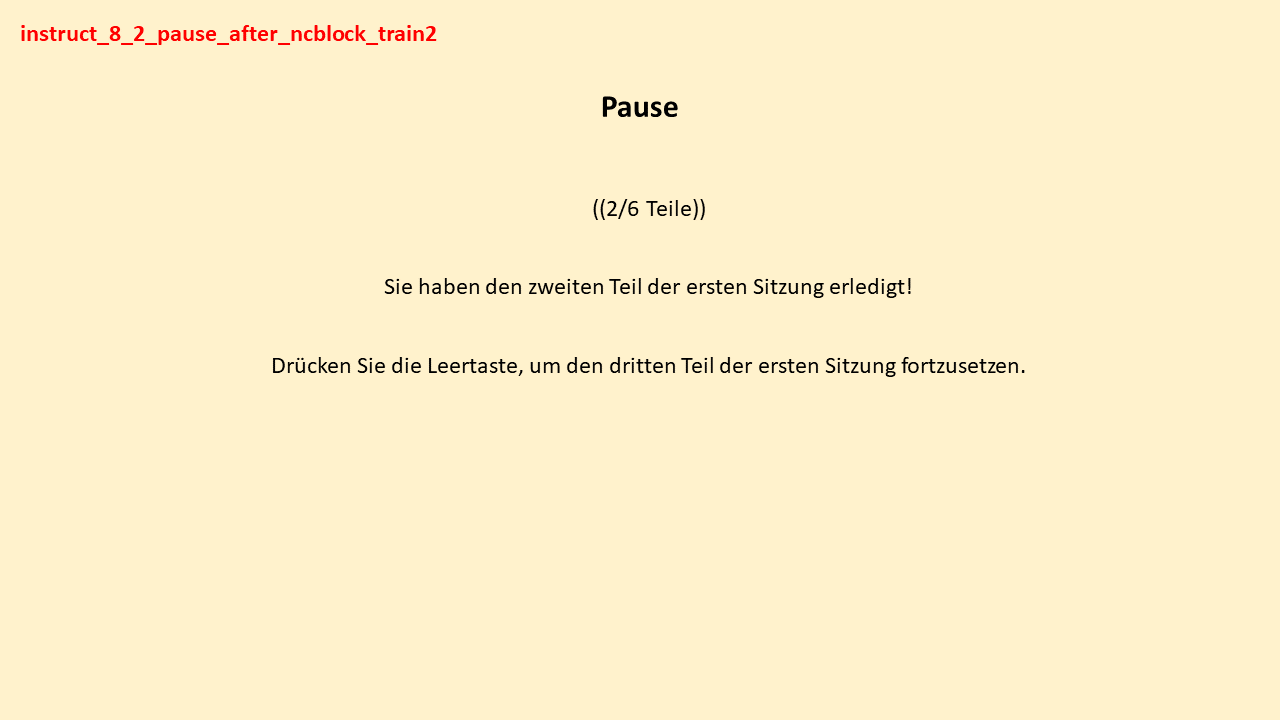 instruct_8_2_pause_after_ncblock_train2
Pause
((2/6 Teile))
Sie haben den zweiten Teil der ersten Sitzung erledigt!
Drücken Sie die Leertaste, um den dritten Teil der ersten Sitzung fortzusetzen.